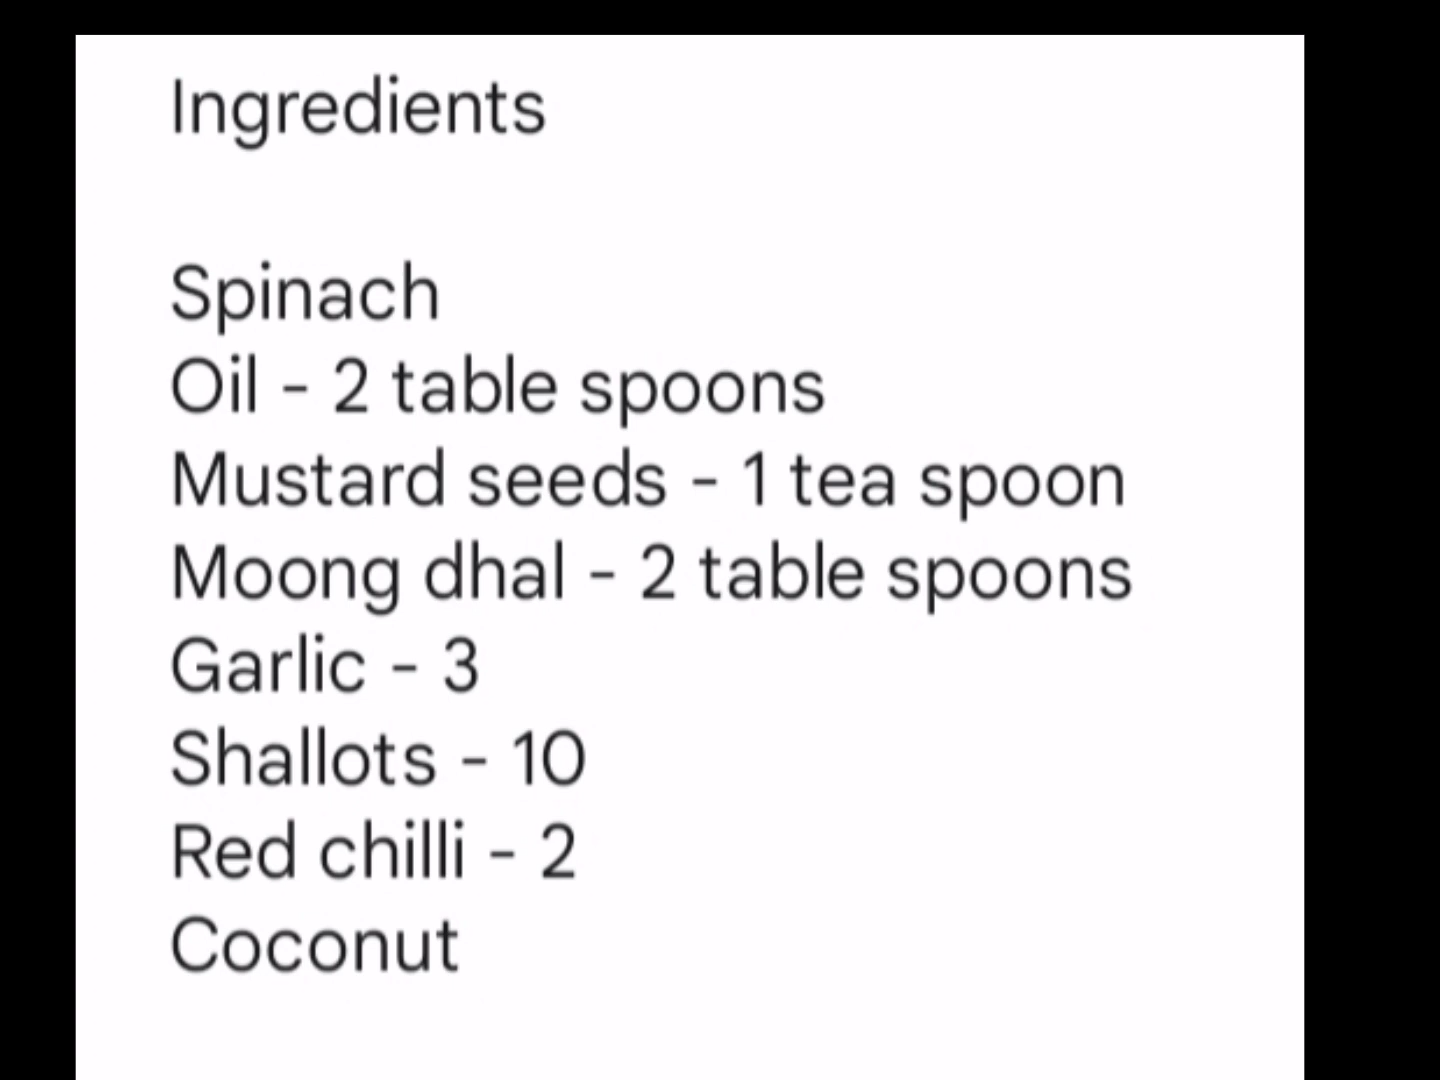 Ingredients
Spinach
Oil - 2 table spoons
Mustard seeds - 1 tea spoon
Moong dhal - 2 table spoons
Garlic - 3
Shallots - 10
Red chilli - 2
Coconut